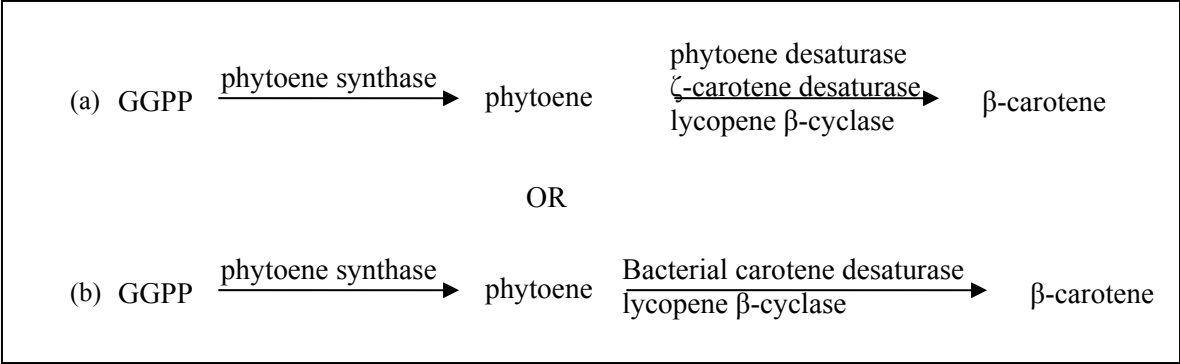 phytoene desaturase
phytoene synthase ζ-carotene desaturase
(a) GGPP phytoene β-carotene
lycopene β-cyclase
OR
phytoene synthase Bacterial carotene desaturase
(b) GGPP phytoene β-carotene
lycopene β-cyclase